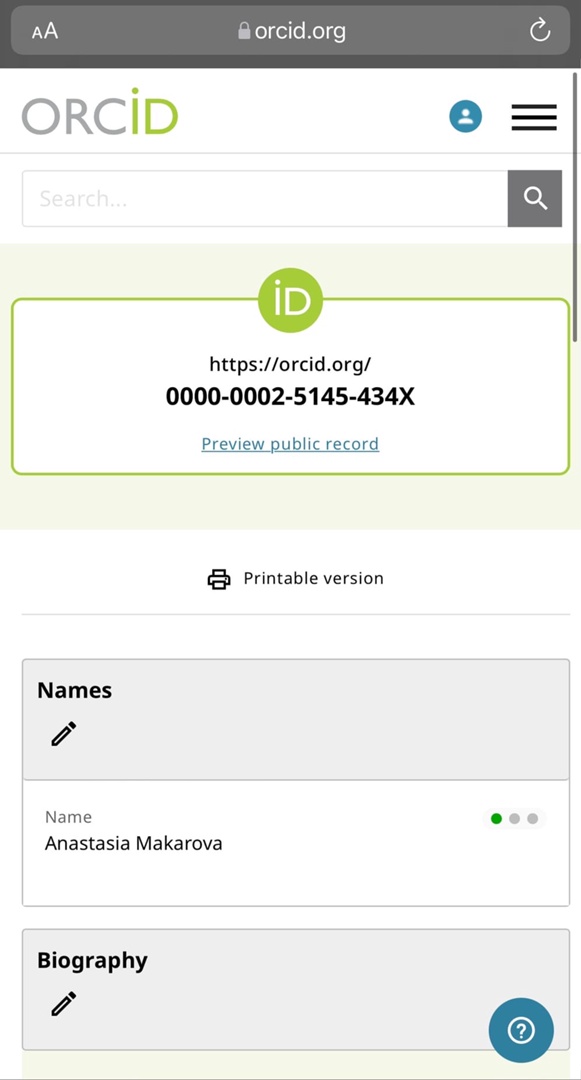 AA orcid.org
ORCID
Search...
iD
https://orcid.org/
0000-0002-5145-434X
Preview public record
Printable version
Names
Name
Anastasia Makarova
Biography
?